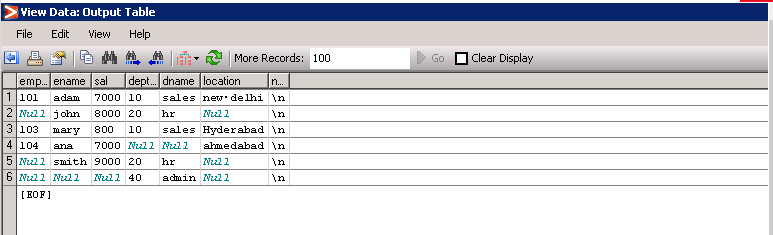 View Data: Output Table
File Edit View Help
More Records: 100 Go Clear Display
emp... ename sal dept... dname location n...
1 101 adam 7000 10 sales new·delhi \n
2 Null john 8000 20 hr Null \n
3 103 mary 800 10 sales Hyderabad \n
4 104 ana 7000 Null Null ahmedabad \n
5 Null smith 9000 20 hr Null \n
6 Null Null Null 40 admin Null \n
[EOF]